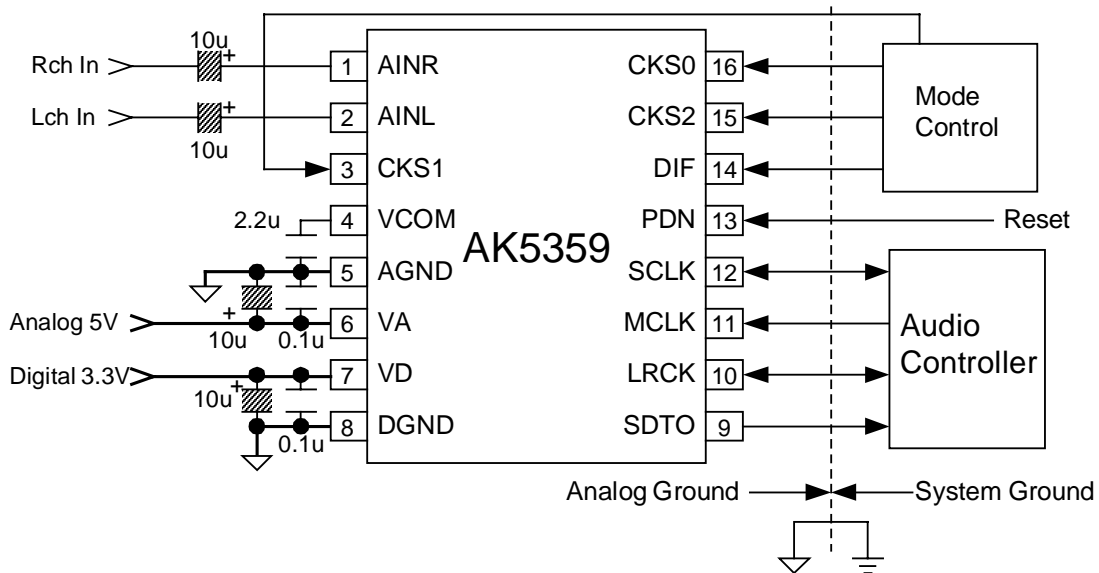 10u
+
Rch In
1 AINR
CKS0 16
Mode
Control
Lch In
+
10u
2 AINL
CKS2 15
3 CKS1
DIF 14
2.2u
4 VCOM
PDN 13
Reset
AK5359
5 AGND
SCLK 12
Analog 5V
+
10u
0.1u
6 VA
MCLK 11
Audio
Controller
Digital 3.3V
7 VD
LRCK 10
10u
+
0.1u
8 DGND
SDTO 9
Analog Ground
System Ground